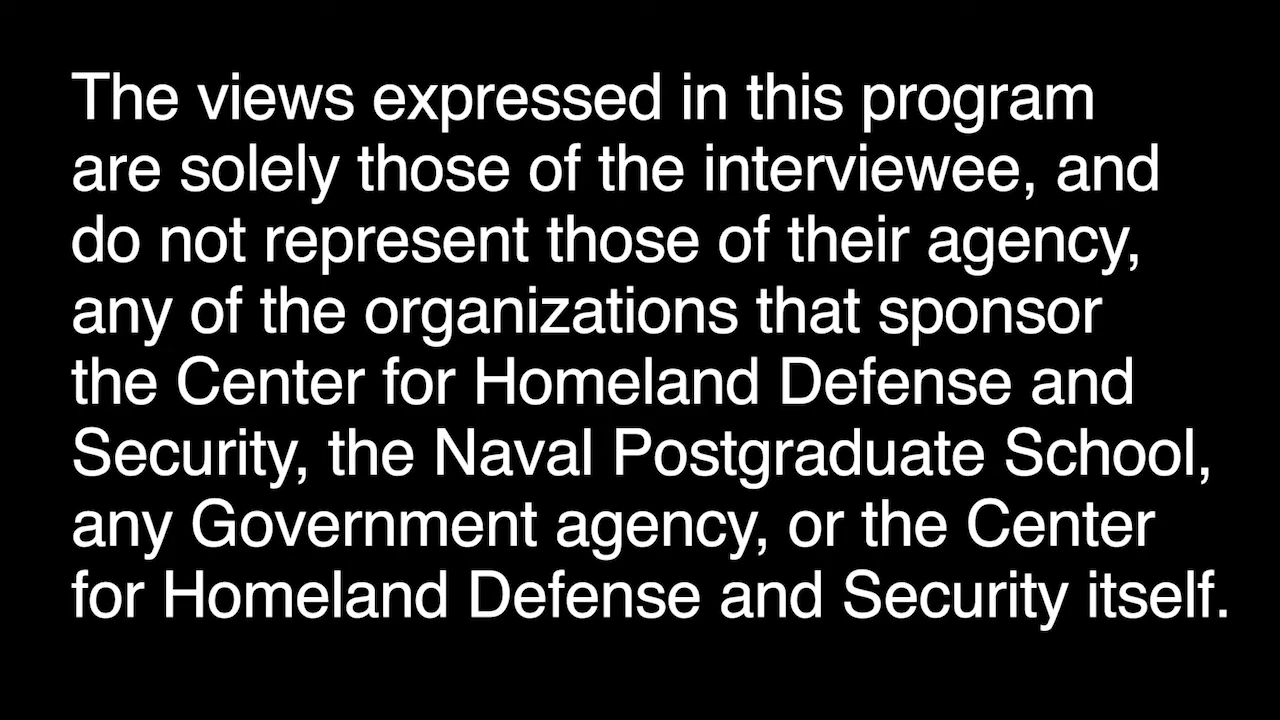 The views expressed in this program
are solely those of the interviewee, and
do not represent those of their agency,
any of the organizations that sponsor
the Center for Homeland Defense and
Security, the Naval Postgraduate School,
any Government agency, or the Center
for Homeland Defense and Security itself.